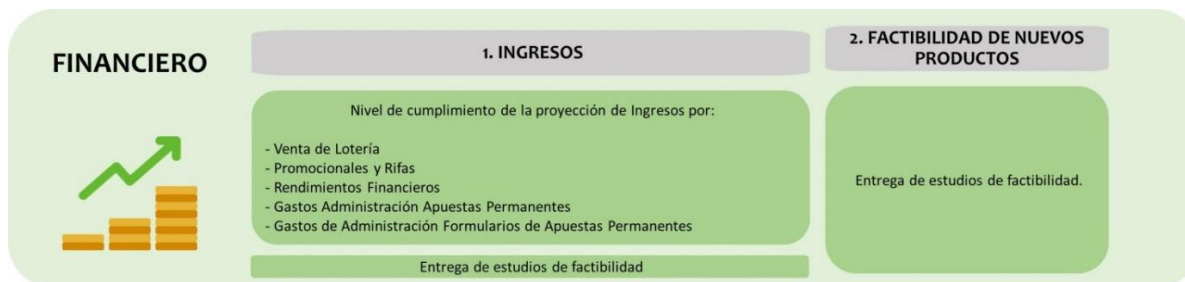 FINANCIERO
1. INGRESOS
Nivel de cumplimiento de la proyección de Ingresos por:
- Venta de Lotería
- Promocionales y Rifas
- Rendimientos Financieros
- Gastos Administración Apuestas Permanentes
- Gastos de Administración Formularios de Apuestas Permanentes
Entrega de estudios de factibilidad
2. FACTIBILIDAD DE NUEVOS
PRODUCTOS
Entrega de estudios de factibilidad.